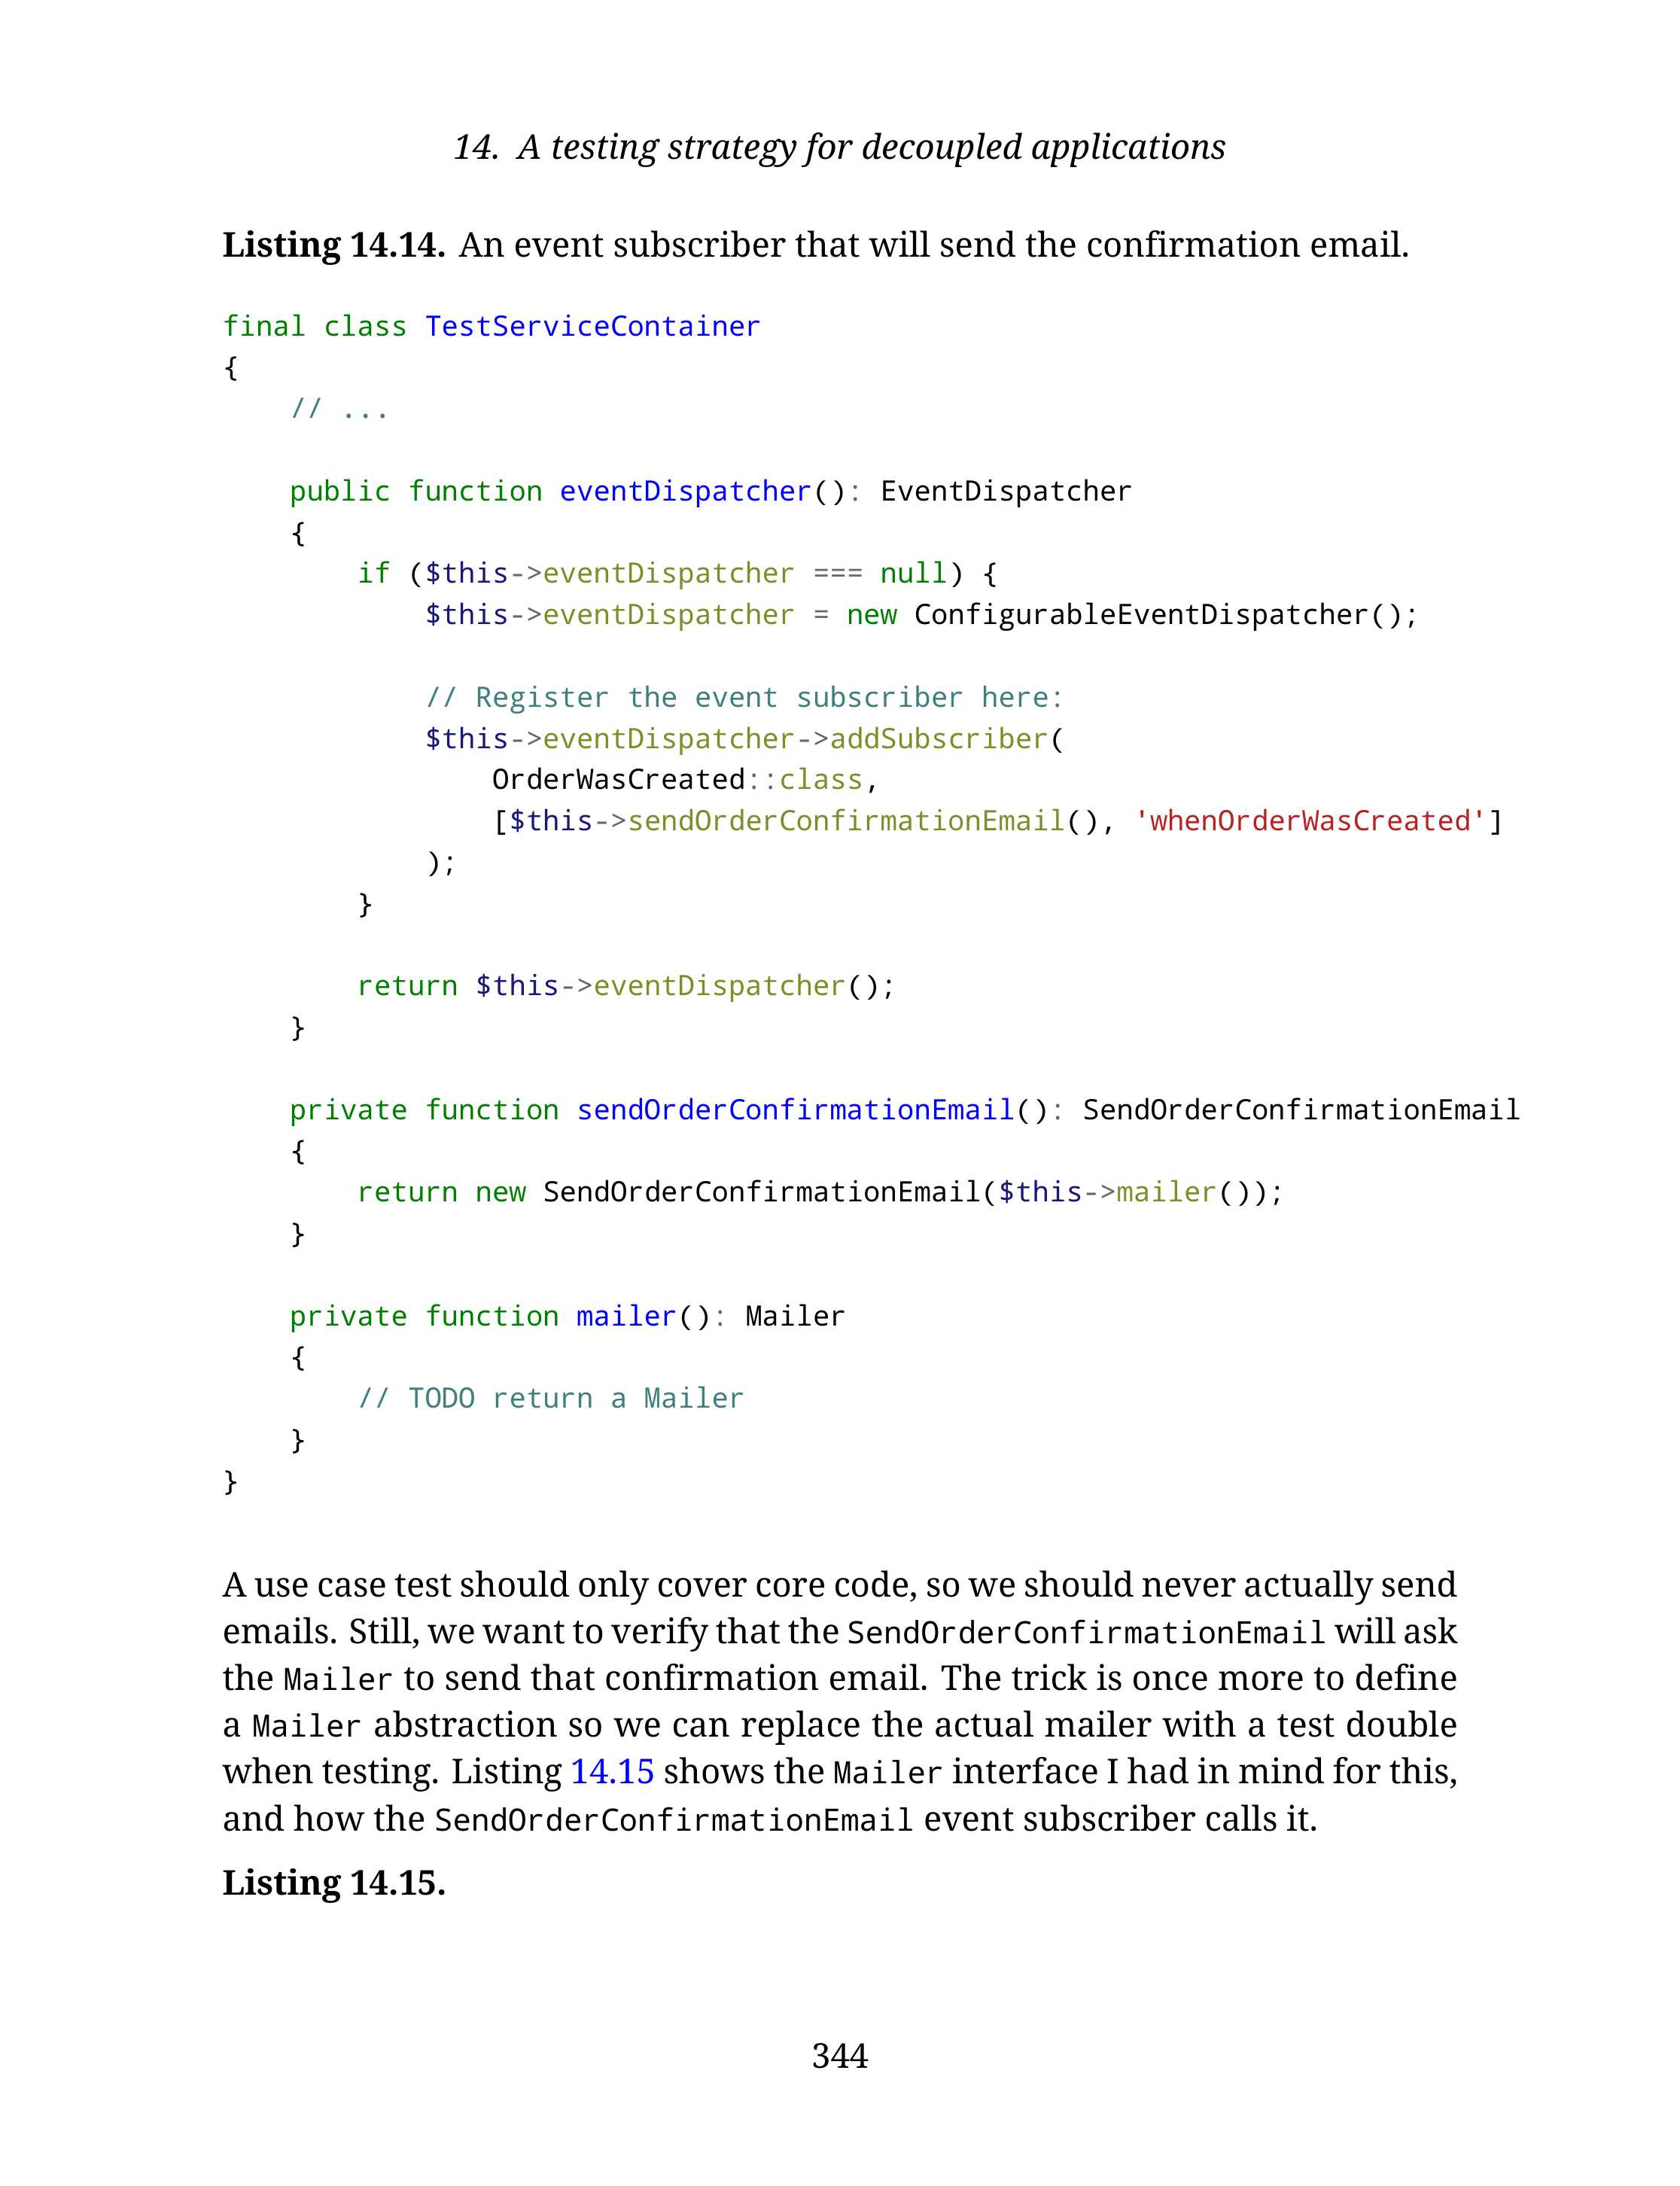 14. A testing strategy for decoupled applications
Listing 14.14. An event subscriber that will send the confirmation email.
final class TestServiceContainer
{
    // ...
    public function eventDispatcher(): EventDispatcher
    {
        if ($this->eventDispatcher === null) {
            $this->eventDispatcher = new ConfigurableEventDispatcher();
            // Register the event subscriber here:
            $this->eventDispatcher->addSubscriber(
                OrderWasCreated::class,
                [$this->sendOrderConfirmationEmail(), 'whenOrderWasCreated']
            );
        }
        return $this->eventDispatcher();
    }
    private function sendOrderConfirmationEmail(): SendOrderConfirmationEmail
    {
        return new SendOrderConfirmationEmail($this->mailer());
    }
    private function mailer(): Mailer
    {
        // TODO return a Mailer
    }
}
A use case test should only cover core code, so we should never actually send
emails. Still, we want to verify that the SendOrderConfirmationEmail will ask
the Mailer to send that confirmation email. The trick is once more to define
a Mailer abstraction so we can replace the actual mailer with a test double
when testing. Listing 14.15 shows the Mailer interface I had in mind for this,
and how the SendOrderConfirmationEmail event subscriber calls it.
Listing 14.15.
344